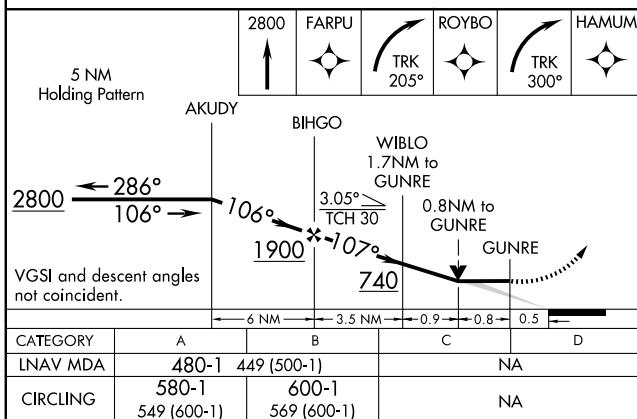 2800 FARPU TRK 205° ROYBO TRK 300° HAMUM
5 NM
Holding Pattern
AKUDY
BIHGO
WIBLO
1.7NM to
GUNRE
0.8NM to
GUNRE
GUNRE
2800
286°
106°
106°
1900
3.05°
TCH 30
107°
740
VGSI and descent angles
not coincident.
6 NM 3.5 NM 0.9 0.8 0.5
CATEGORY A B C D
LNAV MDA 480-1 449 (500-1) NA
CIRCLING 580-1 549 (600-1) 600-1 569 (600-1) NA